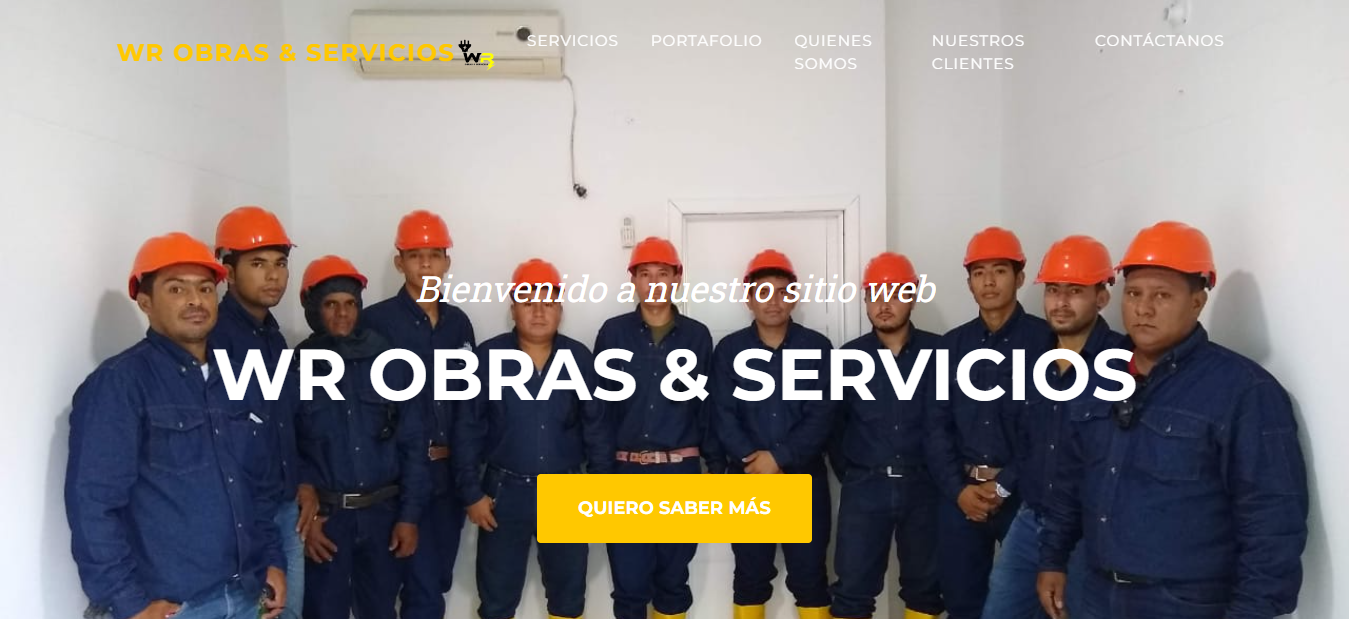 WR OBRAS & SERVICIOS WR
SERVICIOS
PORTAFOLIO
QUIENES
SOMOS
NUESTROS
CLIENTES
CONTÁCTANOS
Bienvenido a nuestro sitio web
WR OBRAS & SERVICIOS
QUIERO SABER MÁS